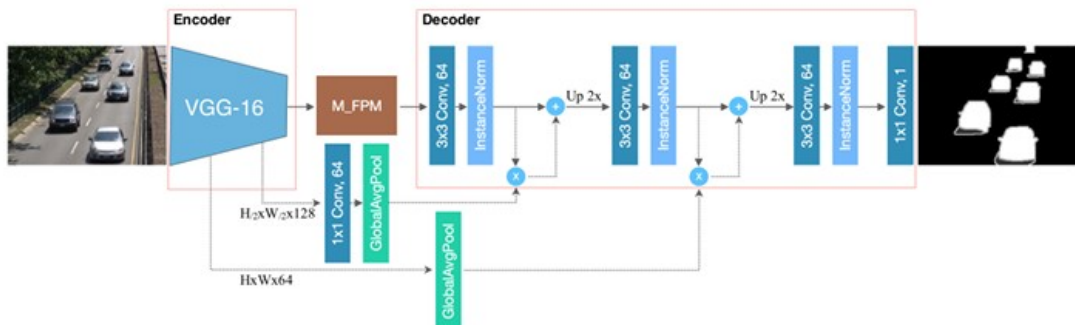 Encoder
Decoder
VGG-16
M_FPM
3x3 Conv, 64
InstanceNorm
+
Up 2x
3x3 Conv, 64
InstanceNorm
+
Up 2x
3x3 Conv, 64
InstanceNorm
1x1 Conv, 1
x
x
H/2xW/2x128
1x1 Conv, 64
GlobalAvgPool
HxWx64
GlobalAvgPool